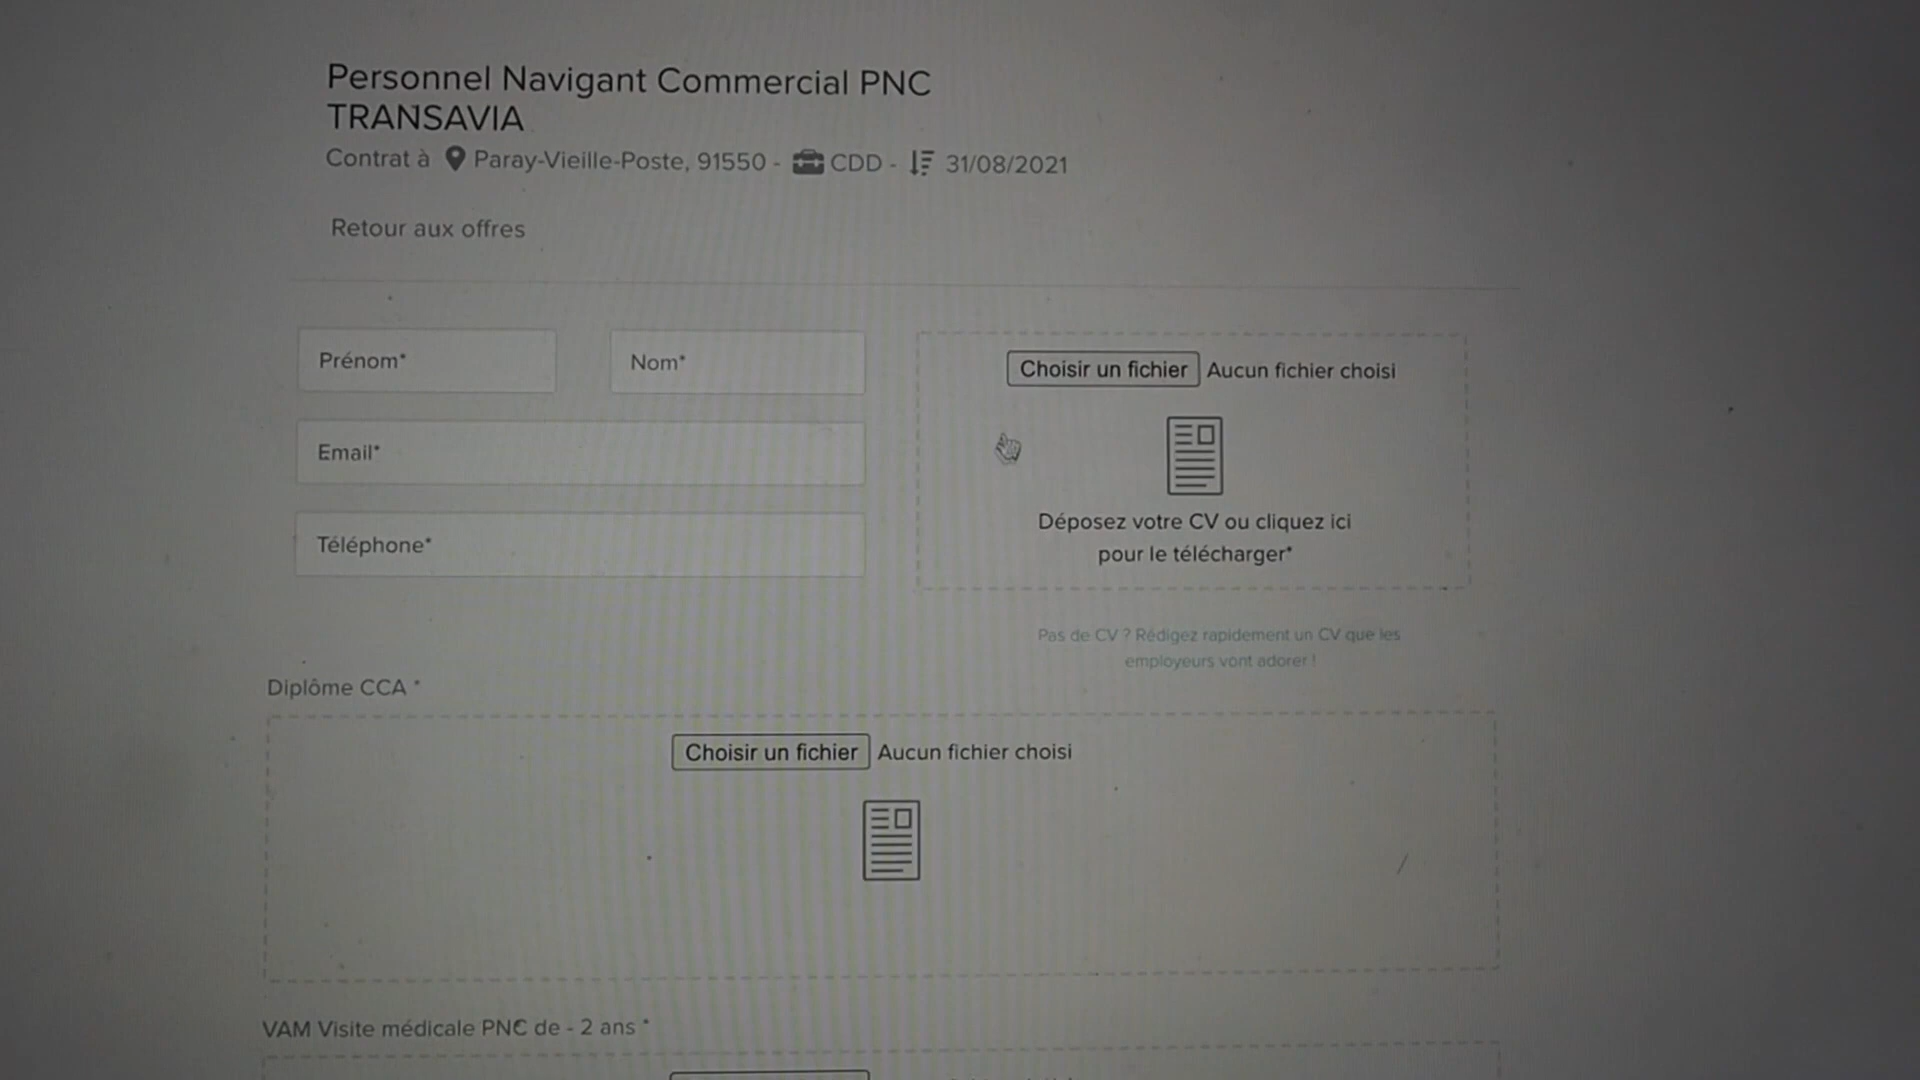 Personnel Navigant Commercial PNC
TRANSAVIA
Contrat à Paray-Vieille-Poste, 91550 - CDD - 31/08/2021
Retour aux offres
Prénom*
Nom*
Email*
Téléphone*
Choisir un fichier Aucun fichier choisi
Déposez votre CV ou cliquez ici
pour le télécharger*
Pas de CV ? Rédigez rapidement un CV que les
employeurs vont adorer !
Diplôme CCA *
Choisir un fichier Aucun fichier choisi
VAM Visite médicale PNC de - 2 ans *